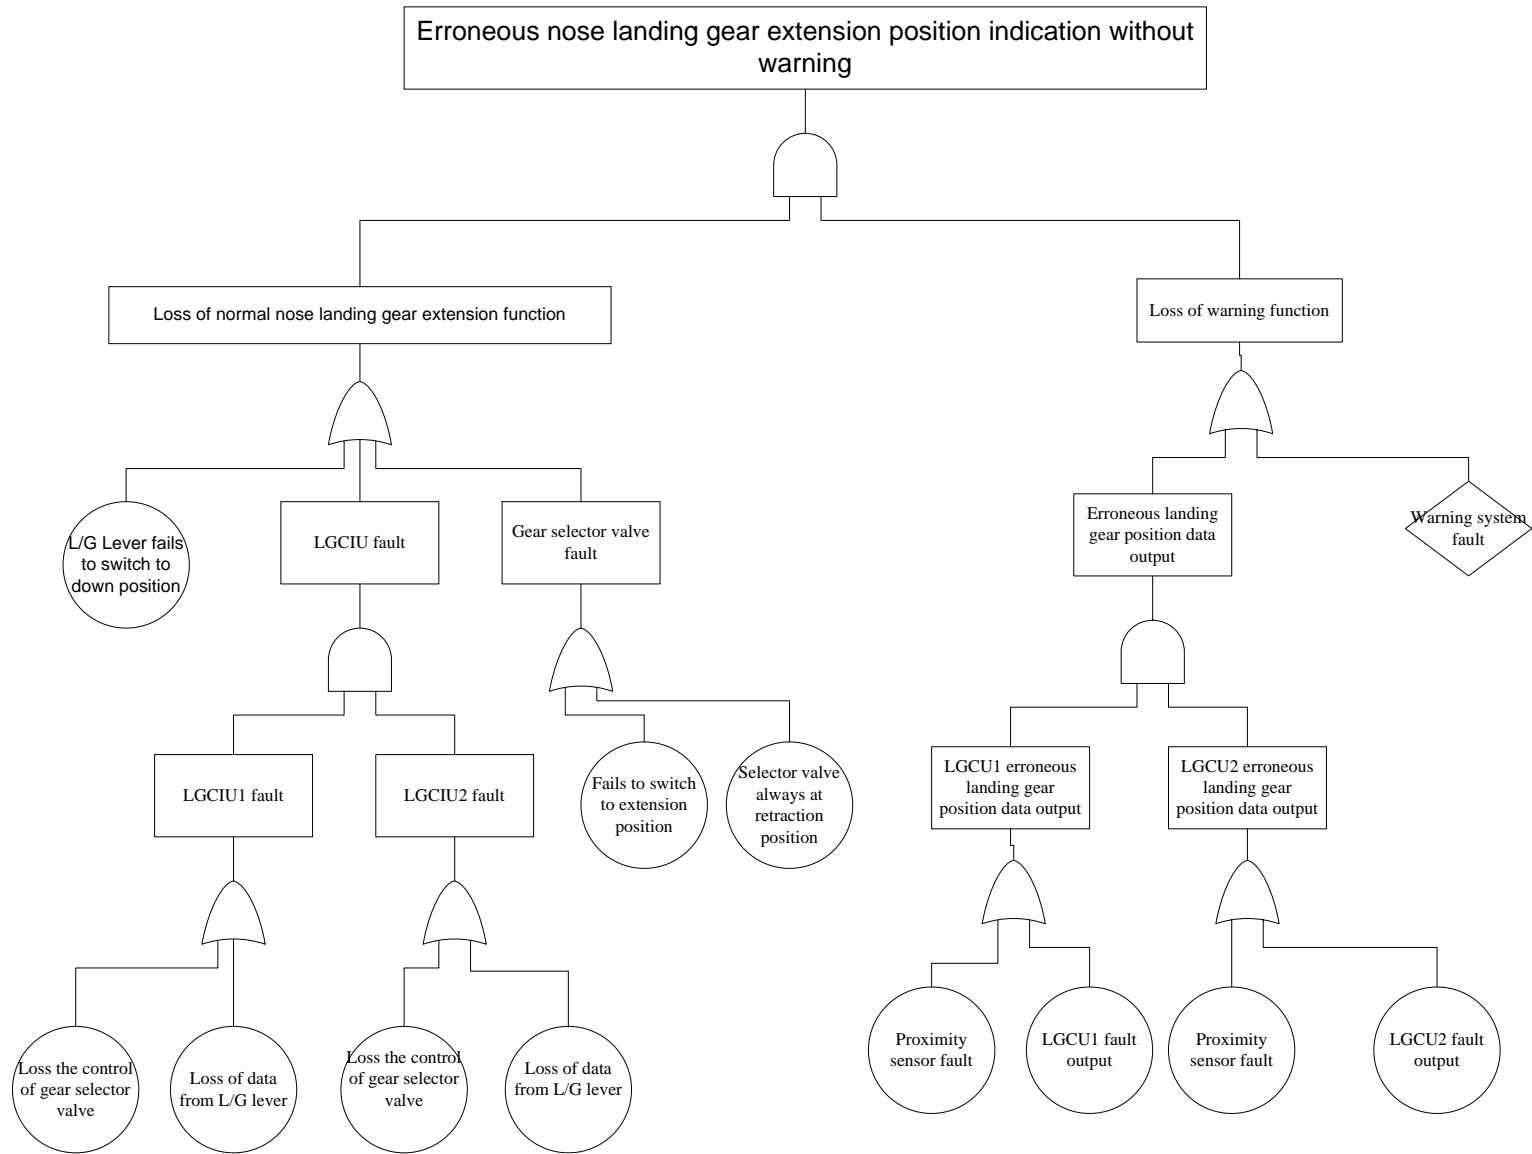 Erroneous nose landing gear extension position indication without
warning
Loss of normal nose landing gear extension function
Loss of warning function
L/G Lever fails
to switch to
down position
LGCIU fault
Gear selector valve
fault
Erroneous landing
gear position data
output
Warning system
fault
LGCIU1 fault
LGCIU2 fault
Fails to switch
to extension
position
Selector valve
always at
retraction
position
LGCU1 erroneous
landing gear
position data output
LGCU2 erroneous
landing gear
position data output
Loss the control
of gear selector
valve
Loss of data
from L/G lever
Loss the control
of gear selector
valve
Loss of data
from L/G lever
Proximity
sensor fault
LGCU1 fault
output
Proximity
sensor fault
LGCU2 fault
output